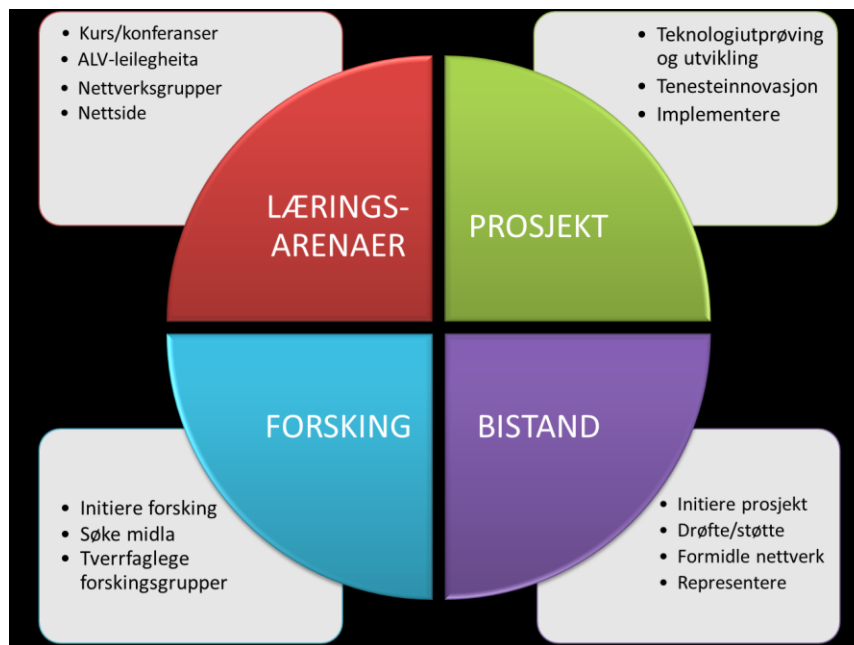 • Kurs/konferanser
• ALV-leilegheita
• Nettverksgrupper
• Nettside
• Teknologiutprøving
og utvikling
• Tenesteinnovasjon
• Implementere
LÆRINGS-
ARENAER
PROSJEKT
FORSKING
BISTAND
• Initiere forsking
• Søke midla
• Tverrfaglege
forskingsgrupper
• Initiere prosjekt
• Drøfte/støtte
• Formidle nettverk
• Representere